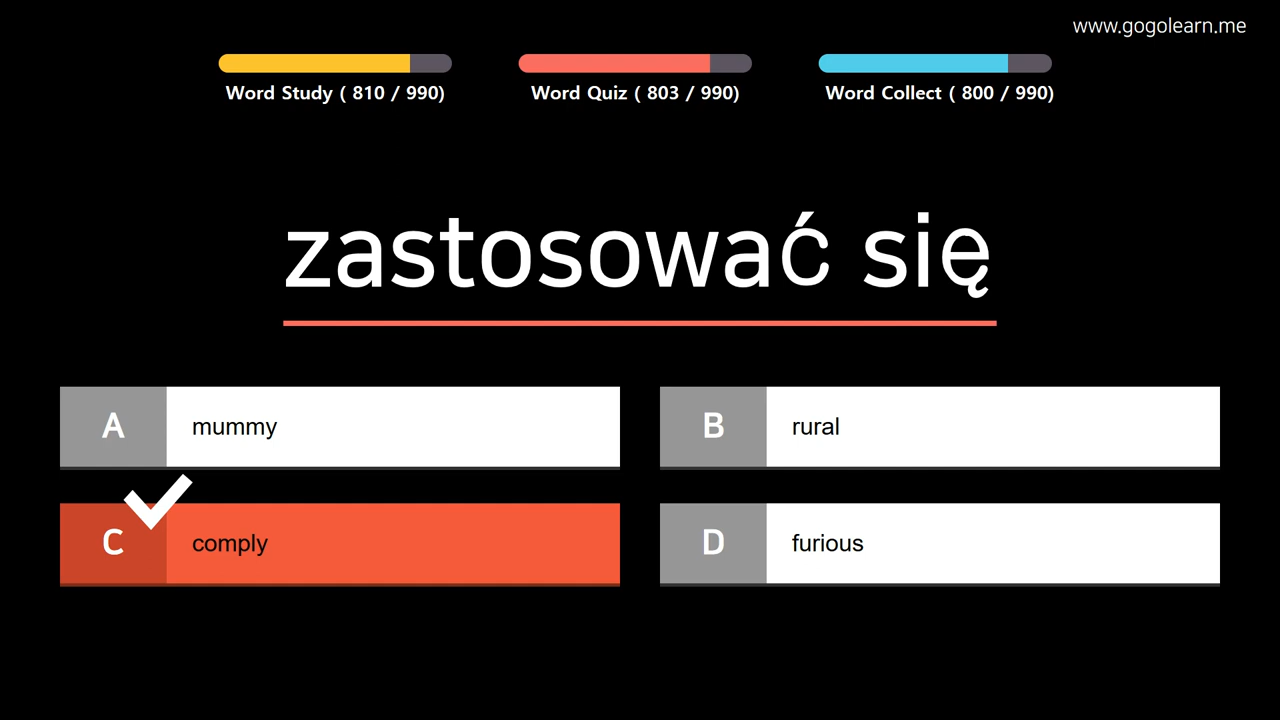 www.gogolearn.me
Word Study ( 810 / 990)
Word Quiz ( 803 / 990)
Word Collect ( 800 / 990)
zastosować się
A
mummy
B
rural
C
comply
D
furious